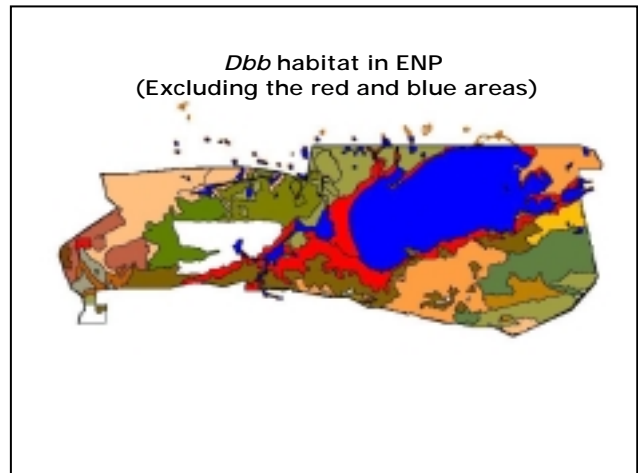 Dbb habitat in ENP
(Excluding the red and blue areas)